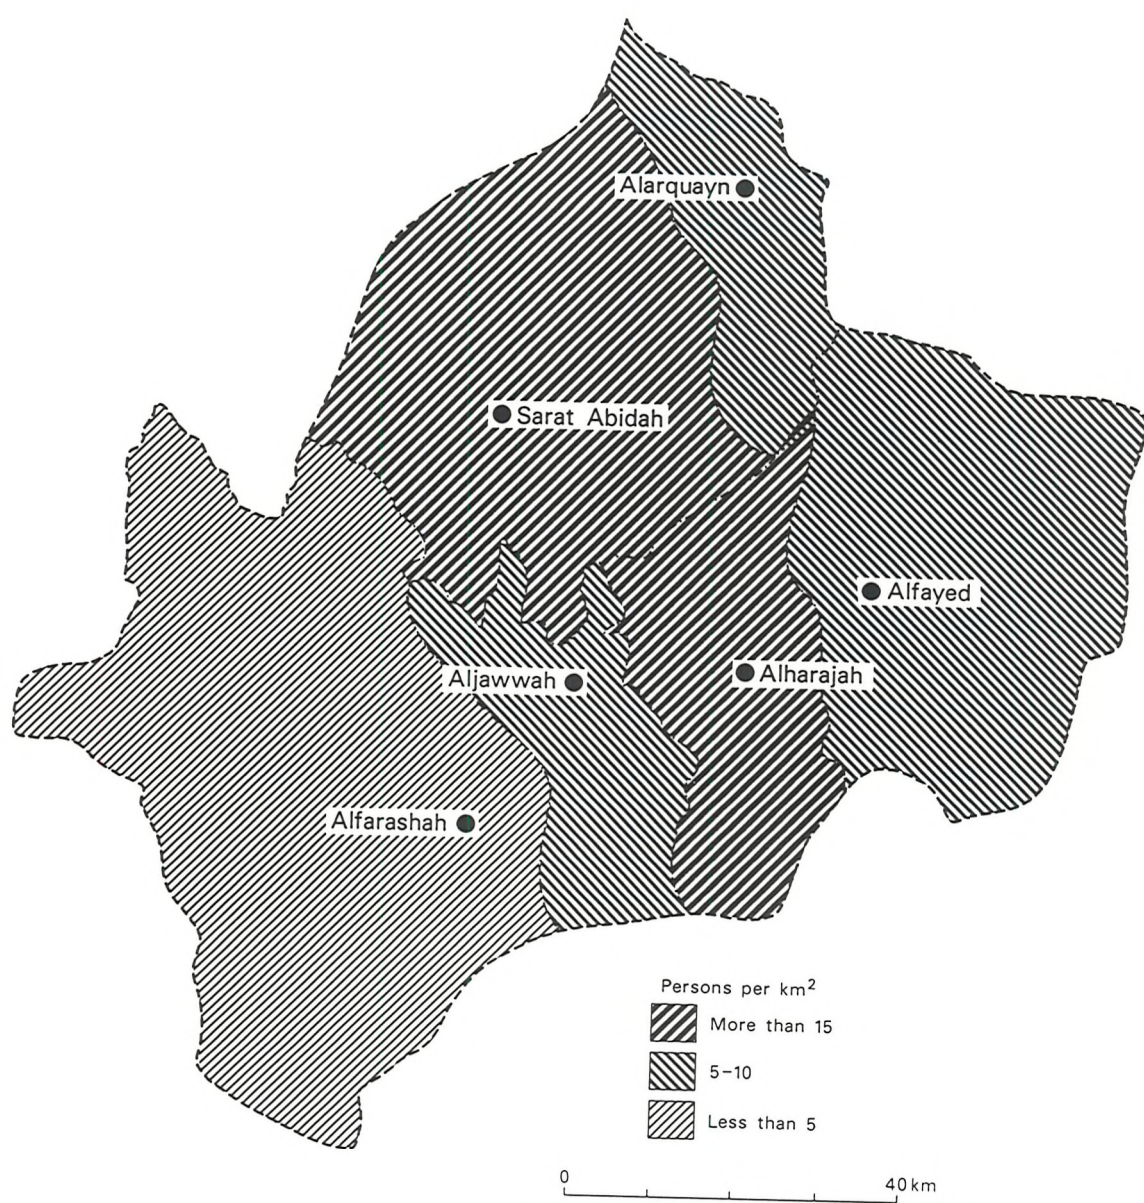 Alarquayn
Sarat Abidah
Alfayed
Aljawwah
Alharajah
Alfarashah
Persons per km²
More than 15
5-10
Less than 5
0
40 km